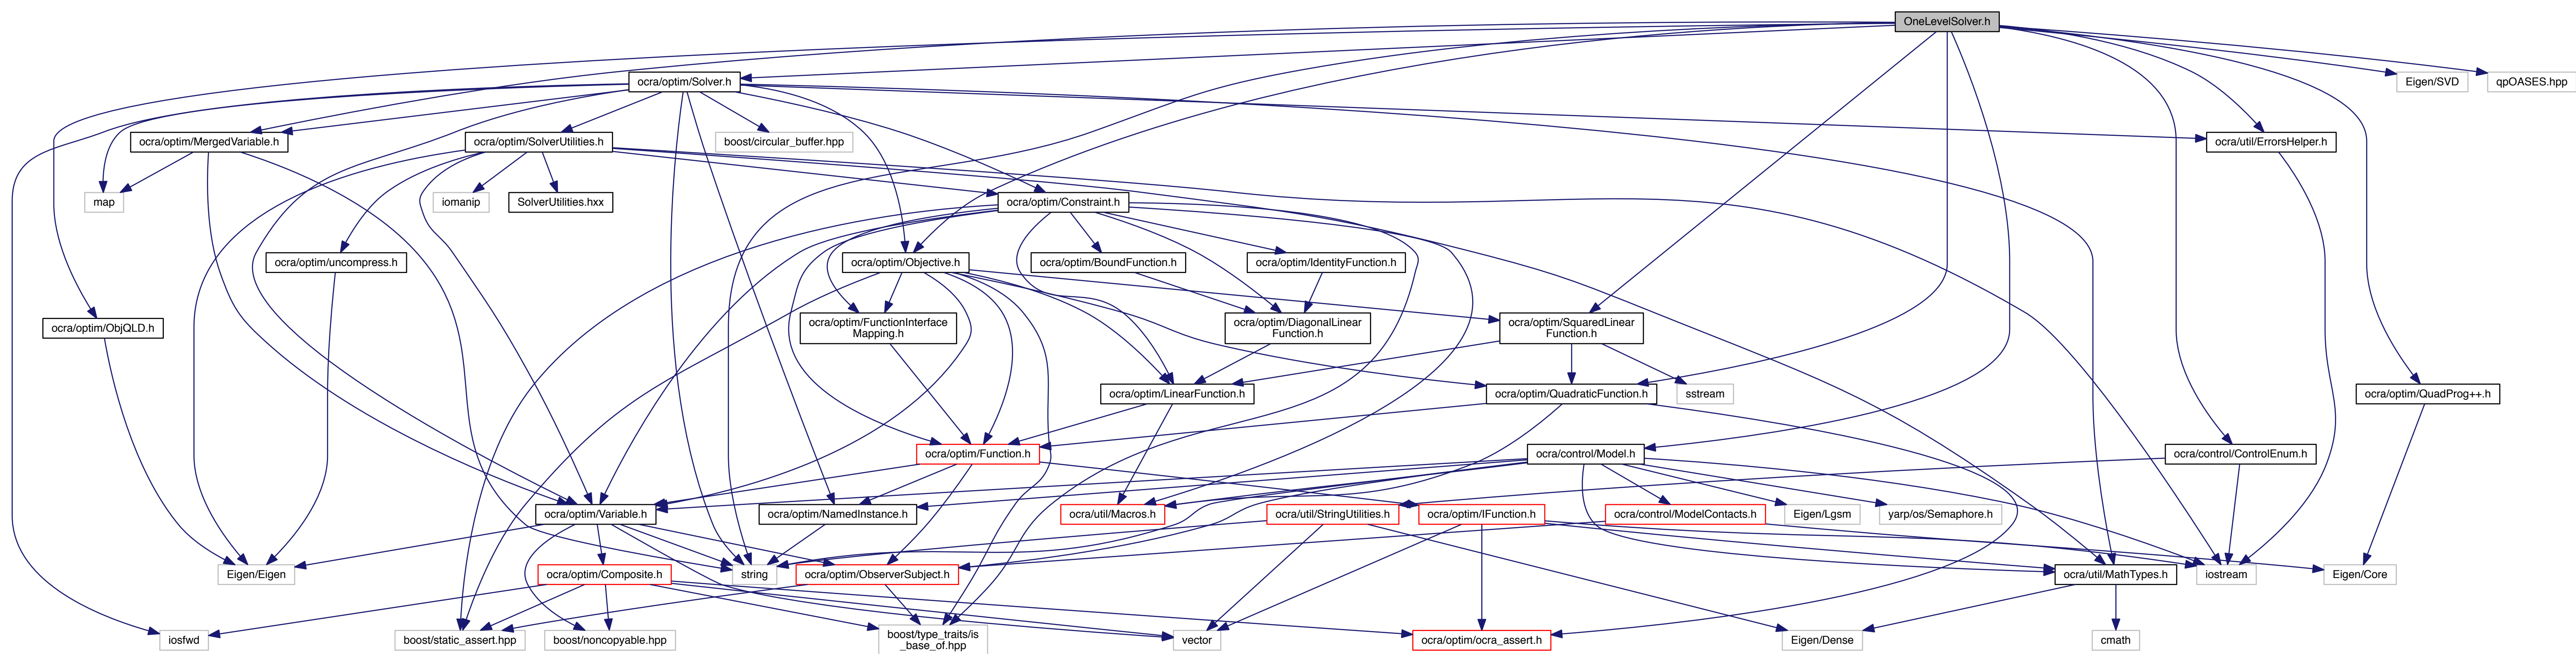 OneLevelSolver.h
ocra/optim/Solver.h
Eigen/SVD
qpOASES.hpp
ocra/optim/MergedVariable.h
ocra/optim/SolverUtilities.h
boost/circular_buffer.hpp
ocra/util/ErrorsHelper.h
map
iomanip
SolverUtilities.hxx
ocra/optim/Constraint.h
ocra/optim/uncompress.h
ocra/optim/Objective.h
ocra/optim/BoundFunction.h
ocra/optim/IdentityFunction.h
ocra/optim/ObjQLD.h
ocra/optim/FunctionInterface
Mapping.h
ocra/optim/DiagonalLinear
Function.h
ocra/optim/SquaredLinear
Function.h
ocra/optim/LinearFunction.h
ocra/optim/QuadraticFunction.h
sstream
ocra/optim/QuadProg++.h
ocra/optim/Function.h
ocra/control/Model.h
ocra/control/ControlEnum.h
ocra/optim/Variable.h
ocra/optim/NamedInstance.h
ocra/util/Macros.h
ocra/util/StringUtilities.h
ocra/optim/IFunction.h
ocra/control/ModelContacts.h
Eigen/Lgsm
yarp/os/Semaphore.h
Eigen/Eigen
ocra/optim/Composite.h
string
ocra/optim/ObserverSubject.h
ocra/util/MathTypes.h
iostream
Eigen/Core
iosfwd
boost/static_assert.hpp
boost/noncopyable.hpp
boost/type_traits/is
_base_of.hpp
vector
ocra/optim/ocra_assert.h
Eigen/Dense
cmath